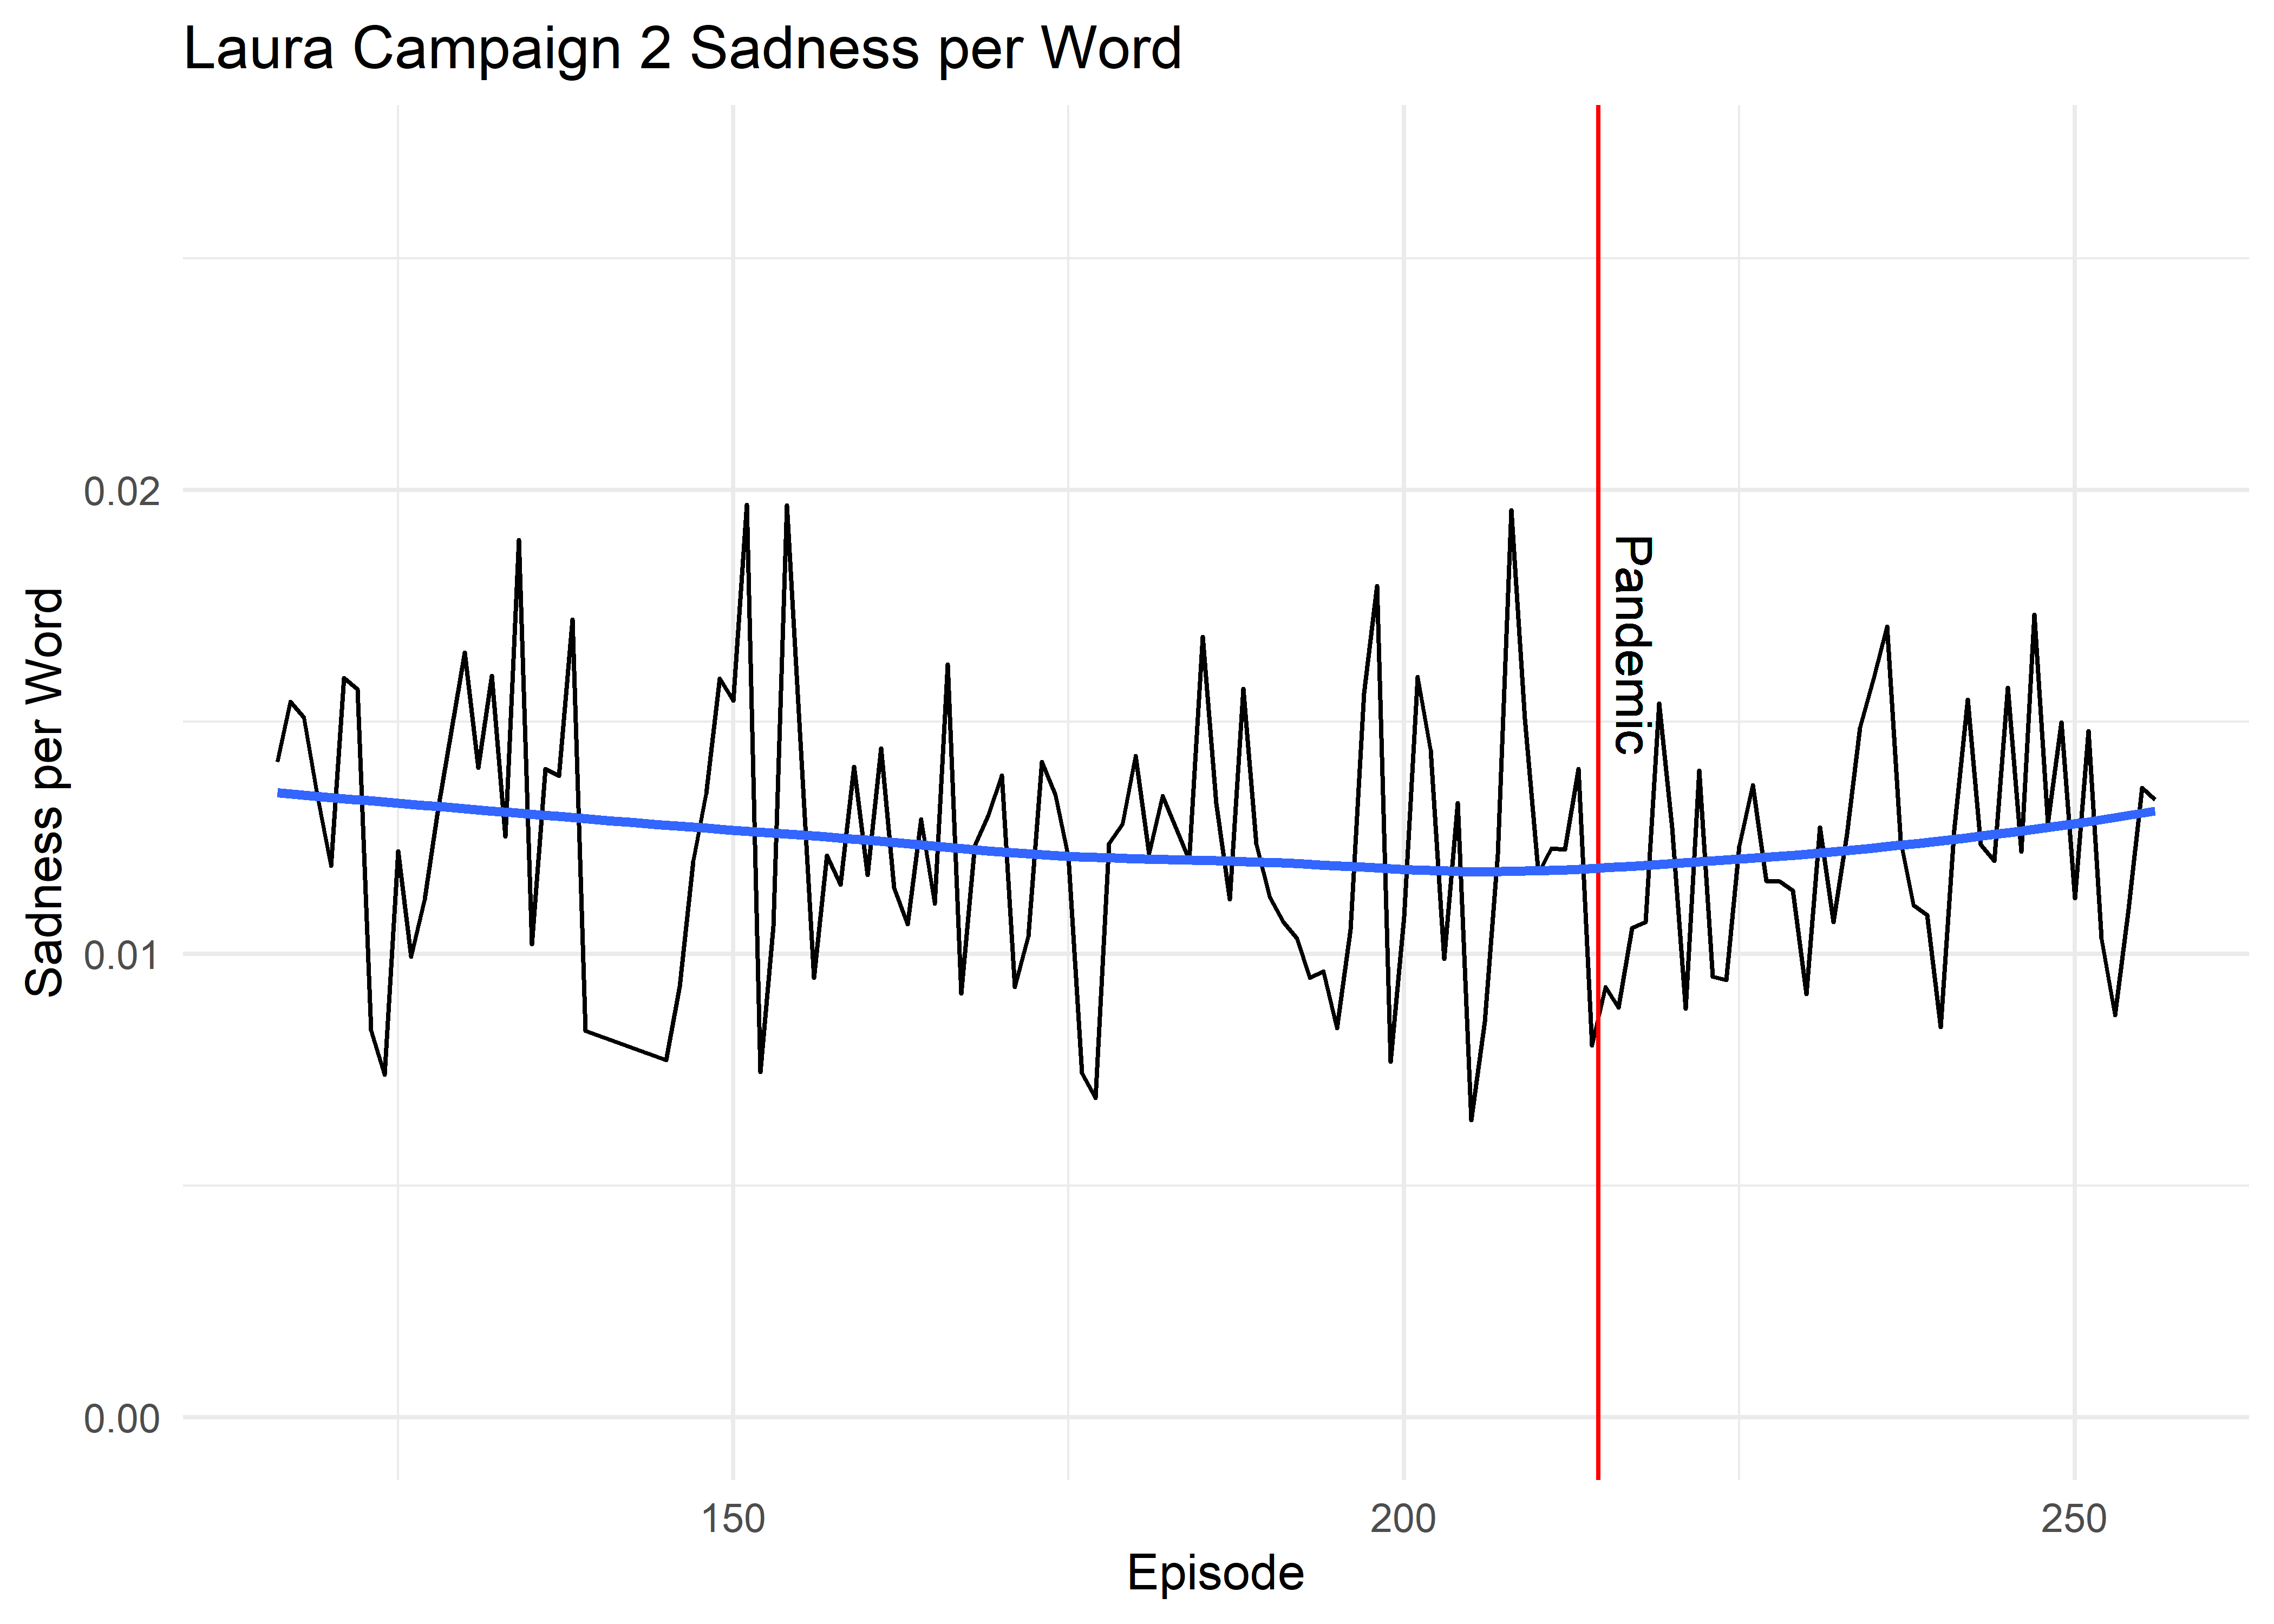 Laura Campaign 2 Sadness per Word
Sadness per Word
0.02
0.01
0.00
Pandemic
150
200
250
Episode